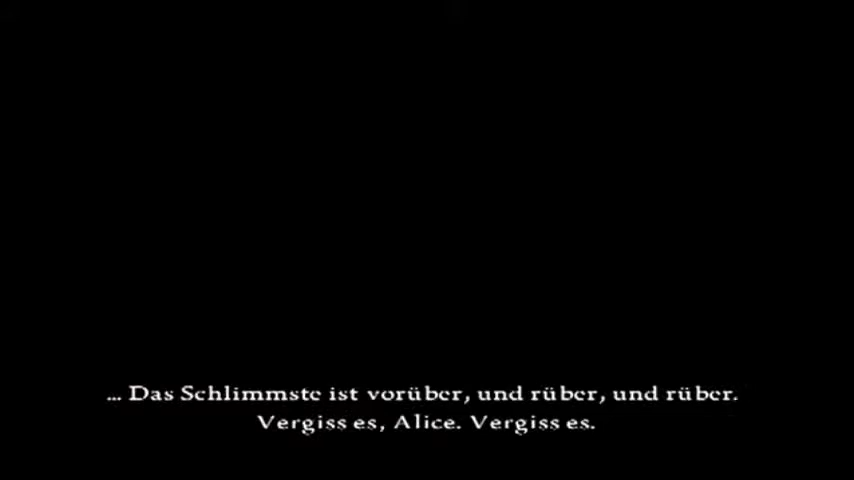 ... Das Schlimmste ist vorüber, und rüber, und rüber.
Vergiss es, Alice. Vergiss es.